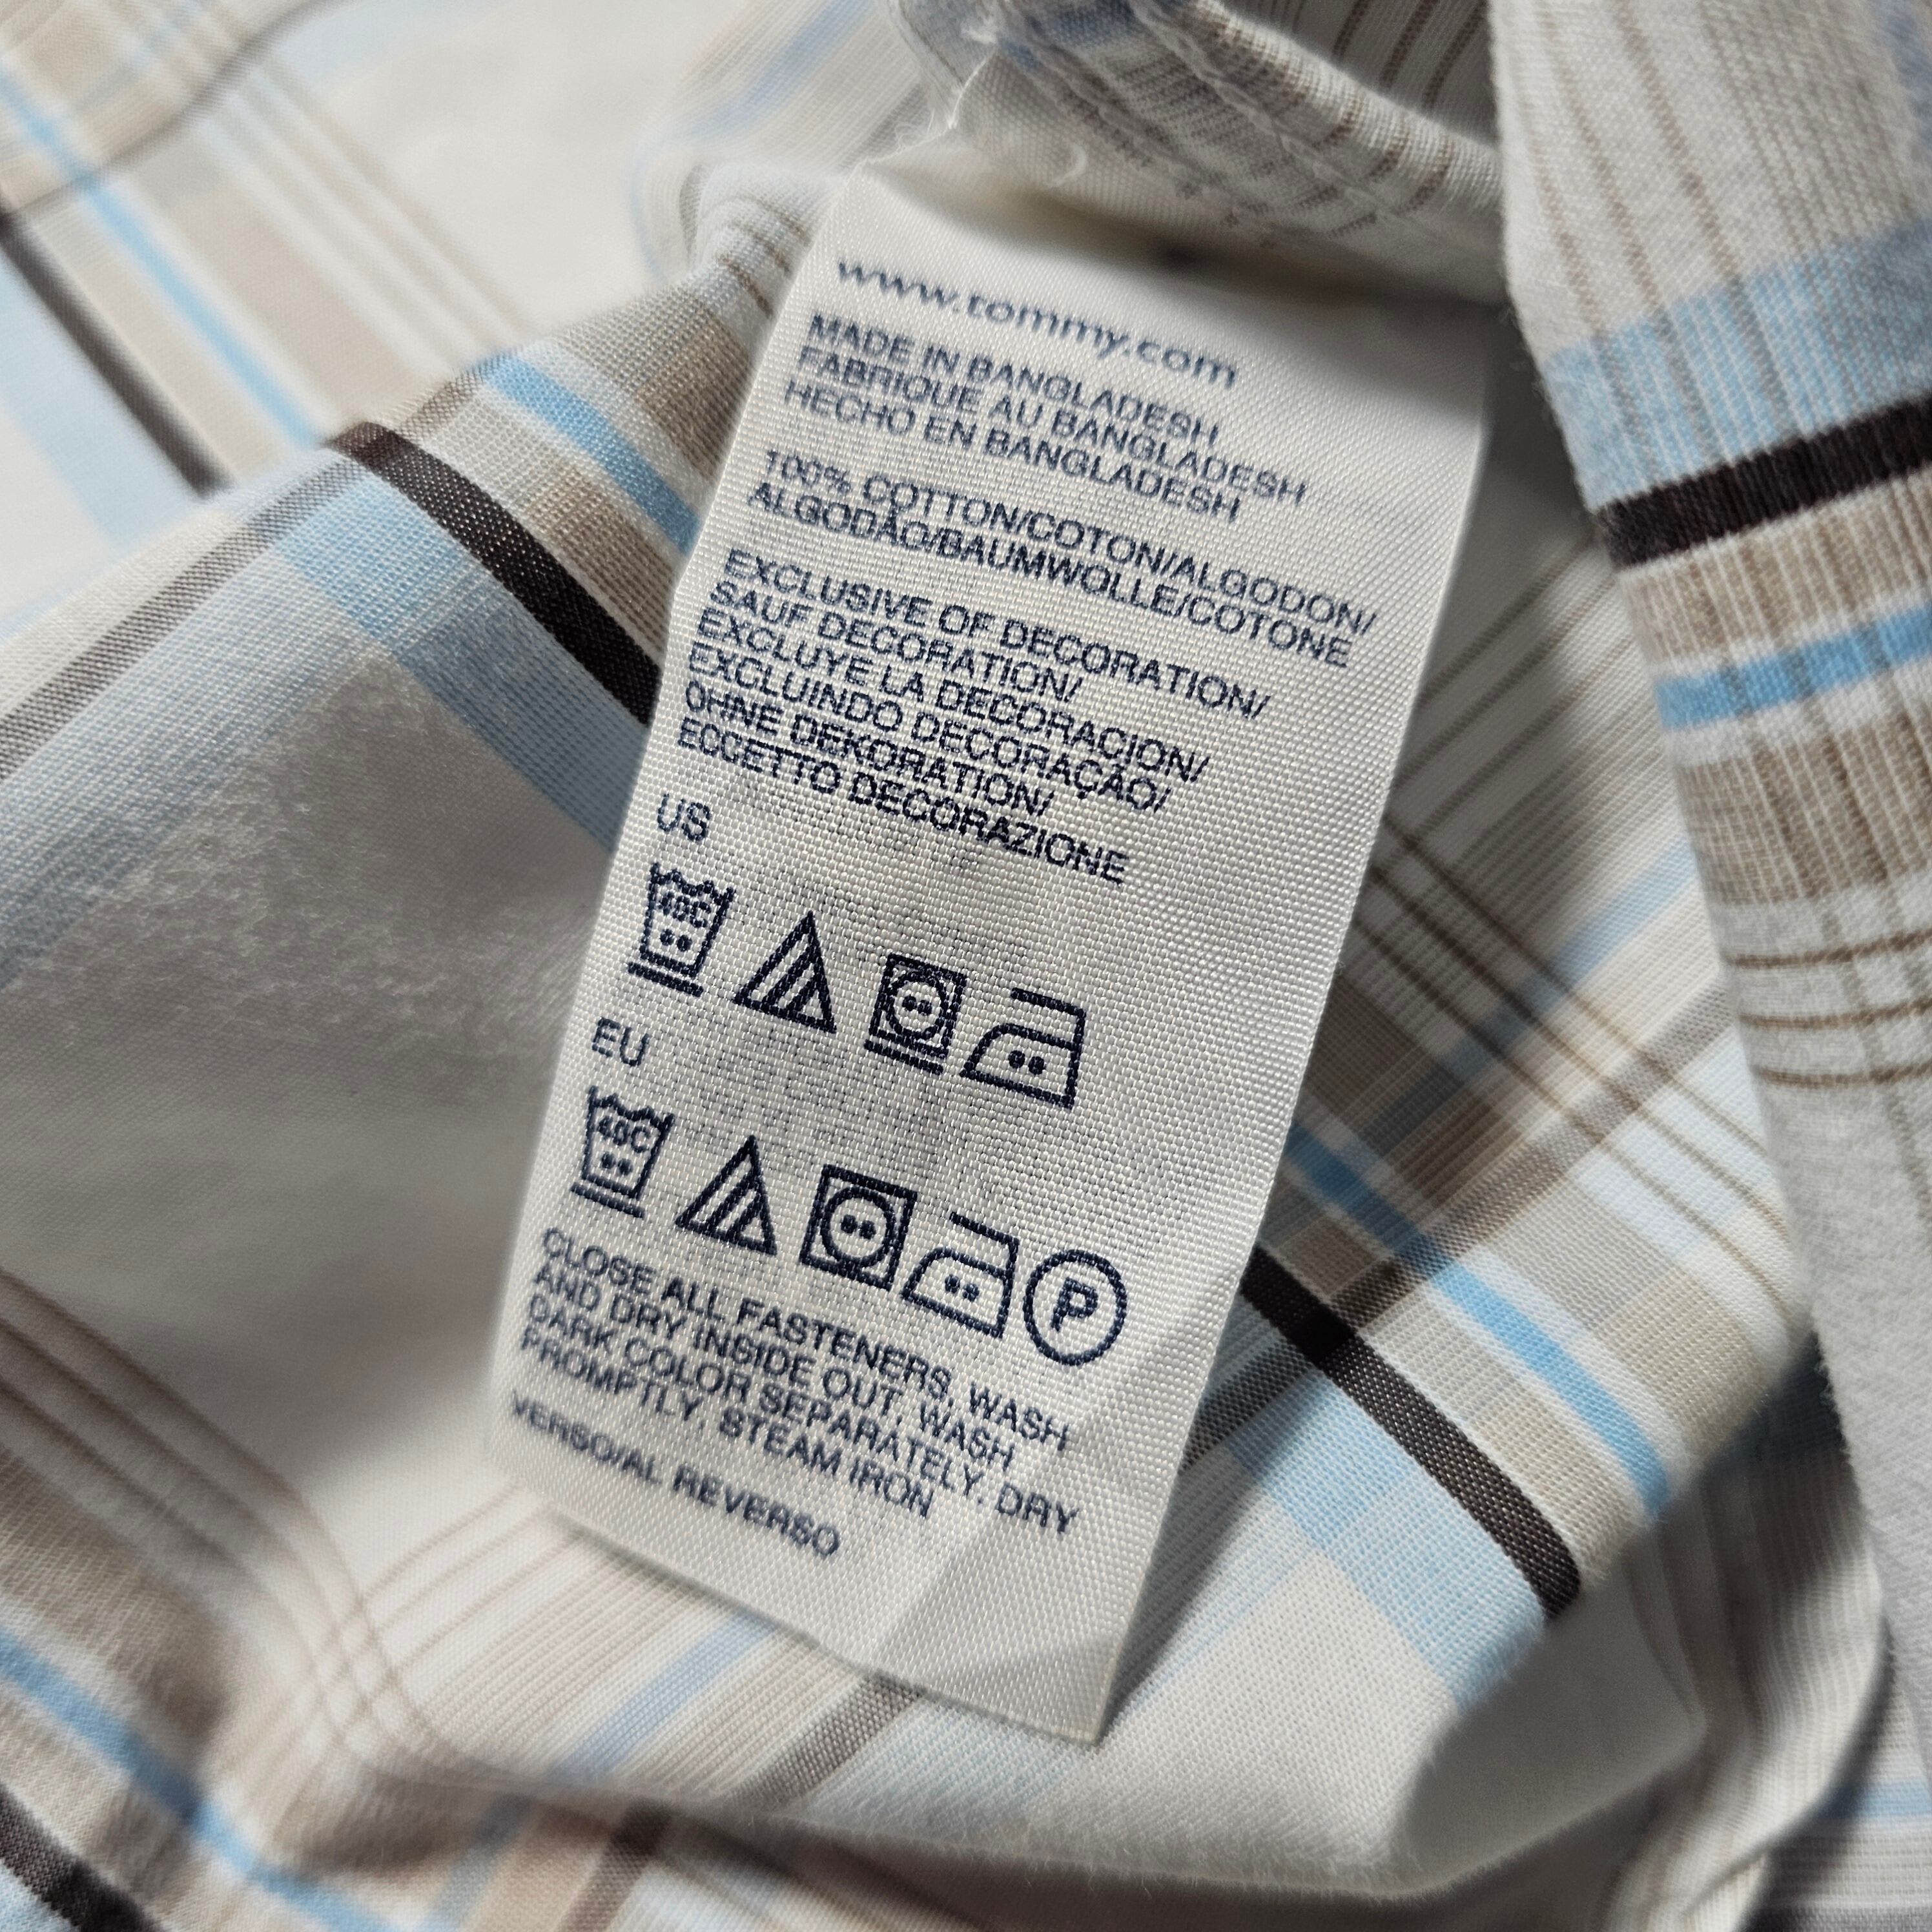 www.tommy.com
MADE IN BANGLADESH
FABRIQUE AU BANGLADESH
HECHO EN BANGLADESH
100% COTTON/COTON/ALGODON/
ALGODÃO/BAUMWOLLE/COTONE
EXCLUSIVE OF DECORATION/
SAUF DECORATION/
EXCLUYE LA DECORACION/
EXCLUINDO DECORAÇÃO/
OHNE DEKORATION/
ECCETTO DECORAZIONE
US
40C
EU
40C
P
CLOSE ALL FASTENERS, WASH
AND DRY INSIDE OUT, WASH
DARK COLOR SEPARATELY. DRY
PROMPTLY. STEAM IRON
VERSO/AL REVERSO